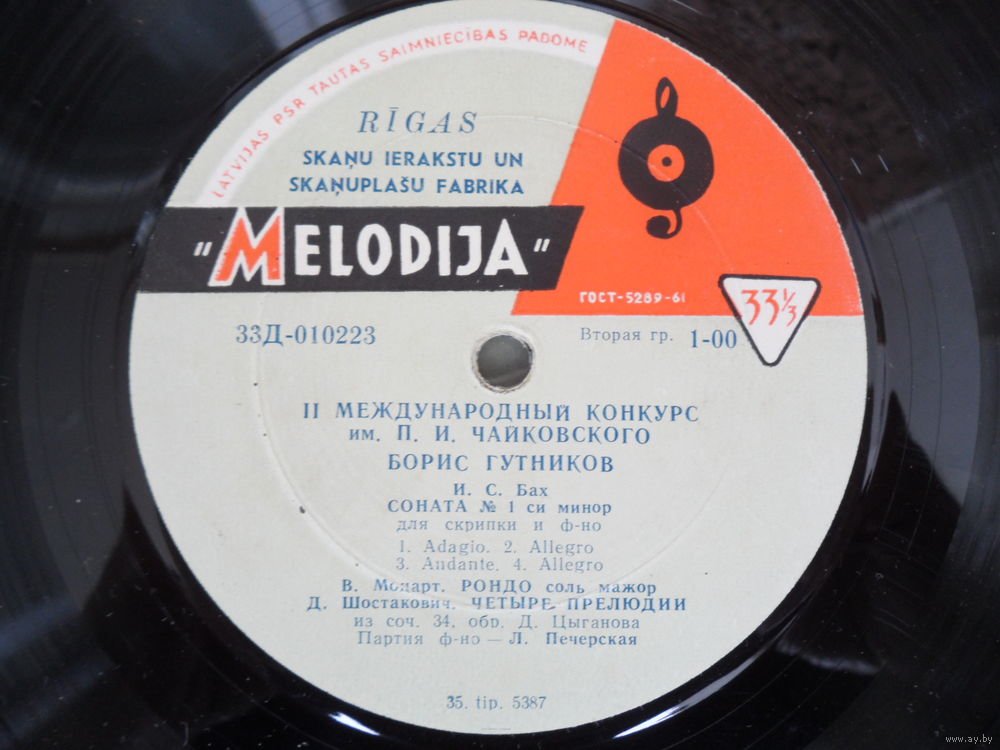 LATVIJAS PSR TAUTAS SAIMNIECĪBAS PADOME
RĪGAS
SKAŅU IERAKSTU UN
SKAŅUPLAŠU FABRIKA
"MELODIJA"
ГОСТ-5289-61
33⅓
33Д-010223
Вторая гр. 1-00
II МЕЖДУНАРОДНЫЙ КОНКУРС
им. П. И. ЧАЙКОВСКОГО
БОРИС ГУТНИКОВ
И. С. Бах
СОНАТА № 1 си минор
для скрипки и ф-но
1. Adagio. 2. Allegro
3. Andante. 4. Allegro
В. Моцарт. РОНДО соль мажор
Д. Шостакович. ЧЕТЫРЕ ПРЕЛЮДИИ
из соч. 34, обр. Д. Цыганова
Партия ф-но — Л. Печерская
35. tip. 5387
www.ay.by